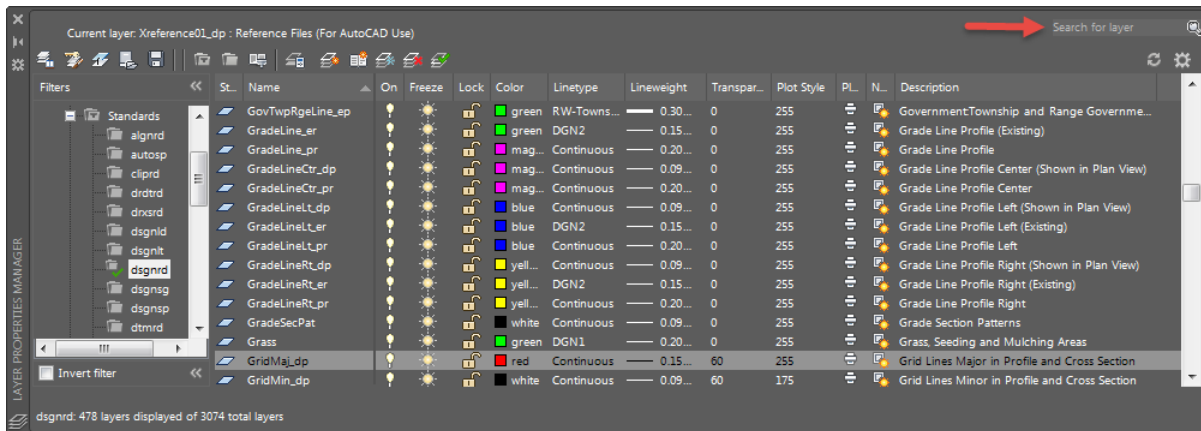 Current layer: Xreference01_dp : Reference Files (For AutoCAD Use)
Search for layer
Filters
St... Name On Freeze Lock Color Linetype Lineweight Transpar... Plot Style Pl... N... Description
Standards
algnrd
autosp
cliprd
drdtrd
drxsrd
dsgnld
dsgnlt
dsgnrd
dsgnsg
dsgnsp
dtmrd
GovTwpRgeLine_ep green RW-Towns... 0.30... 0 255 GovernmentTownship and Range Governme...
GradeLine_er green DGN2 0.15... 0 255 Grade Line Profile (Existing)
GradeLine_pr mag... Continuous 0.20... 0 255 Grade Line Profile
GradeLineCtr_dp mag... Continuous 0.09... 0 255 Grade Line Profile Center (Shown in Plan View)
GradeLineCtr_pr mag... Continuous 0.20... 0 255 Grade Line Profile Center
GradeLineLt_dp blue Continuous 0.09... 0 255 Grade Line Profile Left (Shown in Plan View)
GradeLineLt_er blue DGN2 0.15... 0 255 Grade Line Profile Left (Existing)
GradeLineLt_pr blue Continuous 0.20... 0 255 Grade Line Profile Left
GradeLineRt_dp yell... Continuous 0.09... 0 255 Grade Line Profile Right (Shown in Plan View)
GradeLineRt_er yell... DGN2 0.15... 0 255 Grade Line Profile Right (Existing)
GradeLineRt_pr yell... Continuous 0.20... 0 255 Grade Line Profile Right
GradeSecPat white Continuous 0.09... 0 255 Grade Section Patterns
Grass green DGN1 0.20... 0 255 Grass, Seeding and Mulching Areas
GridMaj_dp red Continuous 0.15... 60 255 Grid Lines Major in Profile and Cross Section
GridMin_dp white Continuous 0.09... 60 175 Grid Lines Minor in Profile and Cross Section
Invert filter
dsgnrd: 478 layers displayed of 3074 total layers
LAYER PROPERTIES MANAGER